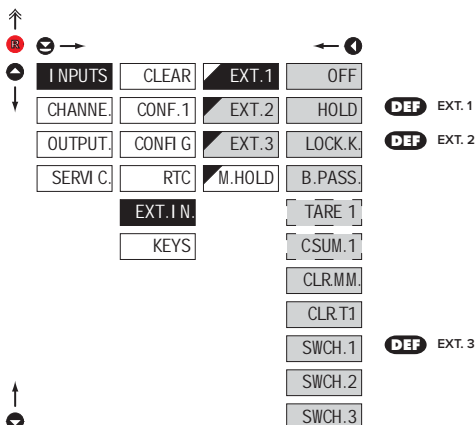 R
INPUTS CLEAR EXT.1 OFF
CHANNE. CONF.1 EXT.2 HOLD DEF EXT. 1
OUTPUT. CONFIG EXT.3 LOCK.K. DEF EXT. 2
SERVIC. RTC M.HOLD B.PASS.
EXT.IN. TARE 1
KEYS CSUM.1
CLR.MM.
CLR.T.1
SWCH.1 DEF EXT. 3
SWCH.2
SWCH.3